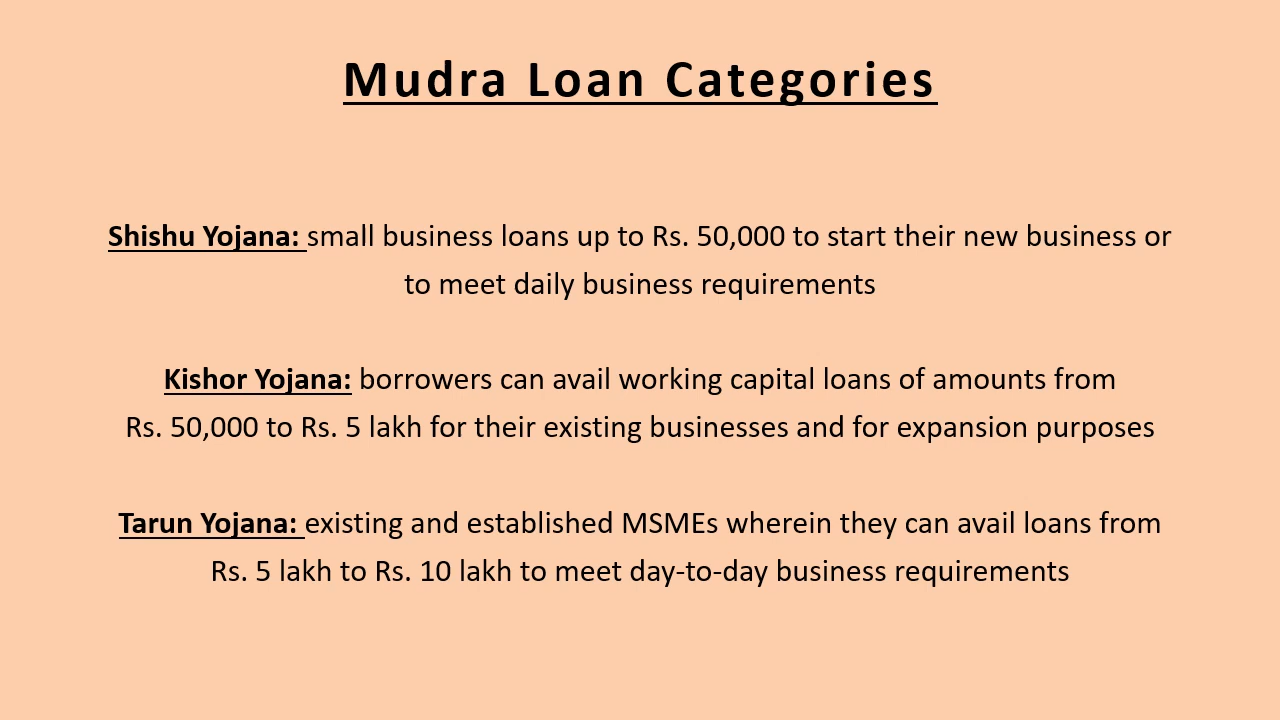 Mudra Loan Categories
Shishu Yojana: small business loans up to Rs. 50,000 to start their new business or
to meet daily business requirements
Kishor Yojana: borrowers can avail working capital loans of amounts from
Rs. 50,000 to Rs. 5 lakh for their existing businesses and for expansion purposes
Tarun Yojana: existing and established MSMEs wherein they can avail loans from
Rs. 5 lakh to Rs. 10 lakh to meet day-to-day business requirements